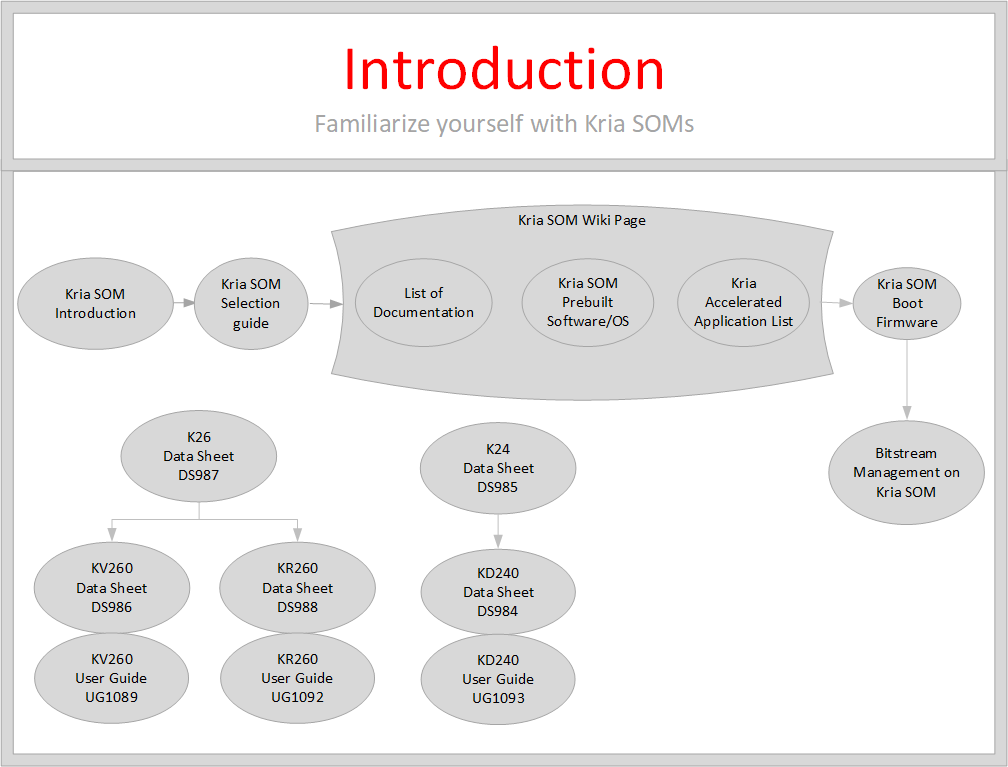 Introduction
Familiarize yourself with Kria SOMs
Kria SOM Wiki Page
Kria SOM
Introduction
Kria SOM
Selection
guide
List of
Documentation
Kria SOM
Prebuilt
Software/OS
Kria
Accelerated
Application List
Kria SOM
Boot
Firmware
K26
Data Sheet
DS987
K24
Data Sheet
DS985
Bitstream
Management on
Kria SOM
KV260
Data Sheet
DS986
KR260
Data Sheet
DS988
KD240
Data Sheet
DS984
KV260
User Guide
UG1089
KR260
User Guide
UG1092
KD240
User Guide
UG1093